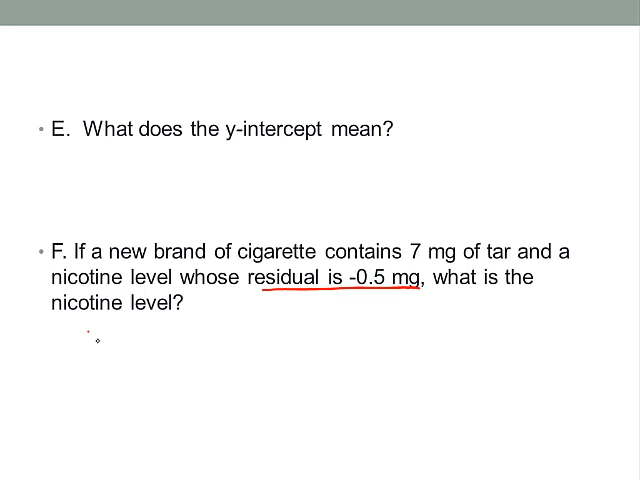 • E. What does the y-intercept mean?
• F. If a new brand of cigarette contains 7 mg of tar and a
nicotine level whose residual is -0.5 mg, what is the
nicotine level?